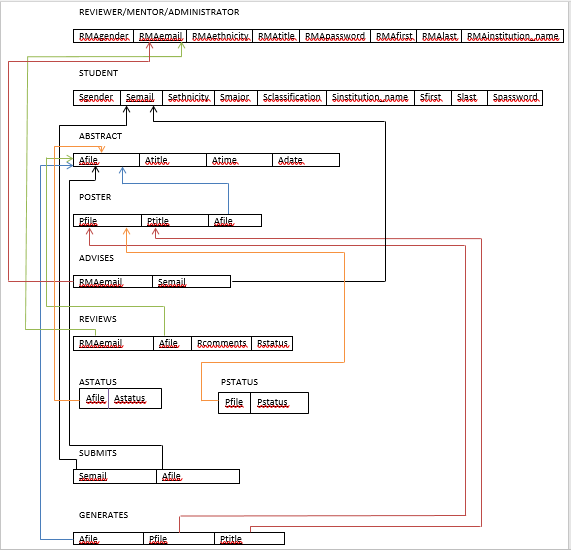 REVIEWER/MENTOR/ADMINISTRATOR
RMAgender RMAemail RMAethnicity RMAtitle RMApassword RMAfirst RMAlast RMAinstitution_name
STUDENT
Sgender Semail Sethnicity Smajor Sclassification Sinstitution_name Sfirst Slast Spassword
ABSTRACT
Afile Atitle Atime Adate
POSTER
Pfile Ptitle Afile
ADVISES
RMAemail Semail
REVIEWS
RMAemail Afile Rcomments Rstatus
ASTATUS PSTATUS
Afile Astatus Pfile Pstatus
SUBMITS
Semail Afile
GENERATES
Afile Pfile Ptitle